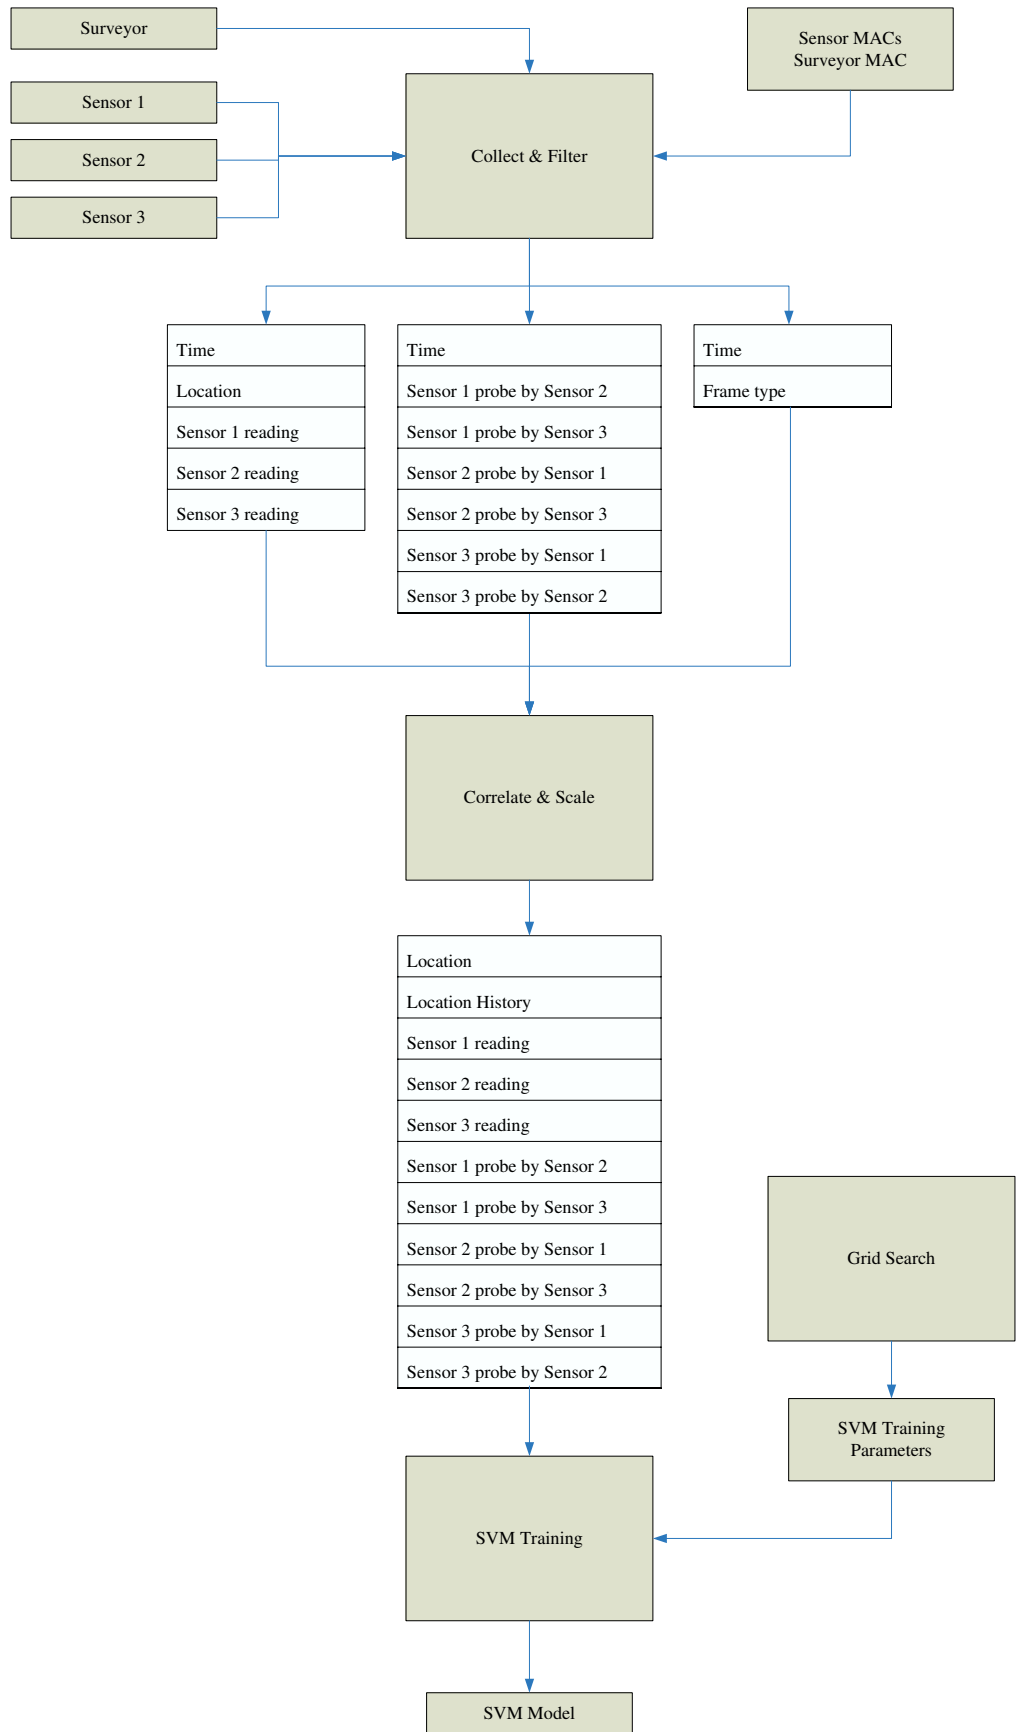 Surveyor
Sensor MACs
Surveyor MAC
Sensor 1
Sensor 2
Sensor 3
Collect & Filter
Time
Location
Sensor 1 reading
Sensor 2 reading
Sensor 3 reading
Time
Sensor 1 probe by Sensor 2
Sensor 1 probe by Sensor 3
Sensor 2 probe by Sensor 1
Sensor 2 probe by Sensor 3
Sensor 3 probe by Sensor 1
Sensor 3 probe by Sensor 2
Time
Frame type
Correlate & Scale
Location
Location History
Sensor 1 reading
Sensor 2 reading
Sensor 3 reading
Sensor 1 probe by Sensor 2
Sensor 1 probe by Sensor 3
Sensor 2 probe by Sensor 1
Sensor 2 probe by Sensor 3
Sensor 3 probe by Sensor 1
Sensor 3 probe by Sensor 2
Grid Search
SVM Training
Parameters
SVM Training
SVM Model